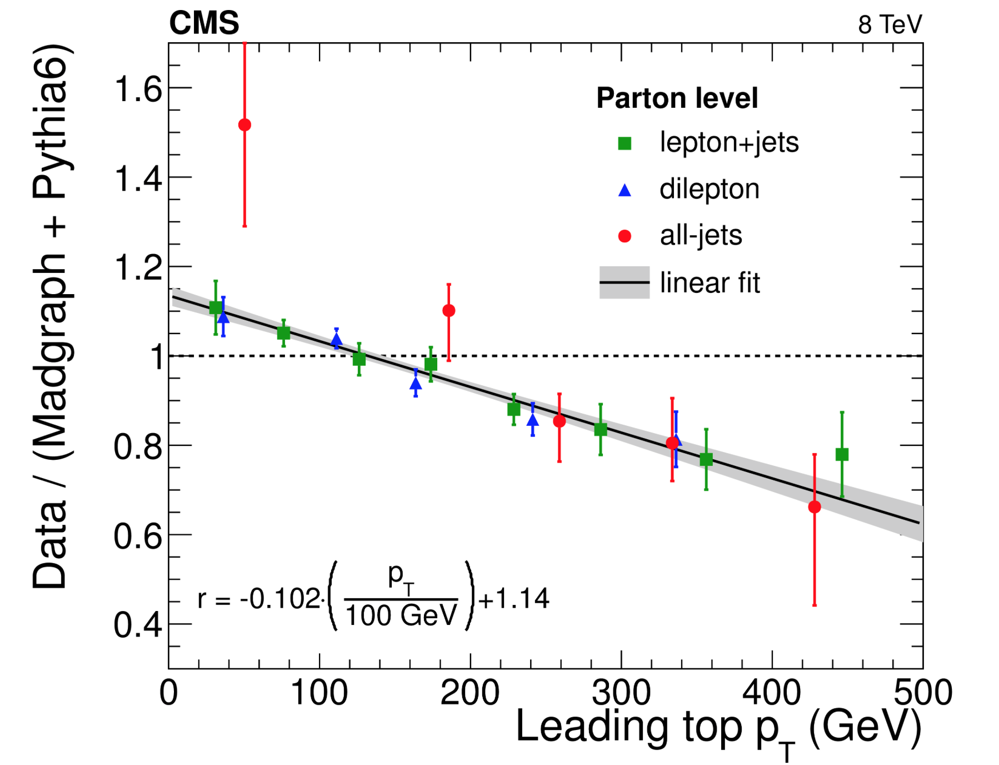 CMS
8 TeV
Data / (Madgraph + Pythia6)
1.6
1.4
1.2
1
0.8
0.6
0.4
Parton level
lepton+jets
dilepton
all-jets
linear fit
r = -0.102·(p_T / 100 GeV)+1.14
0 100 200 300 400 500
Leading top p_T (GeV)